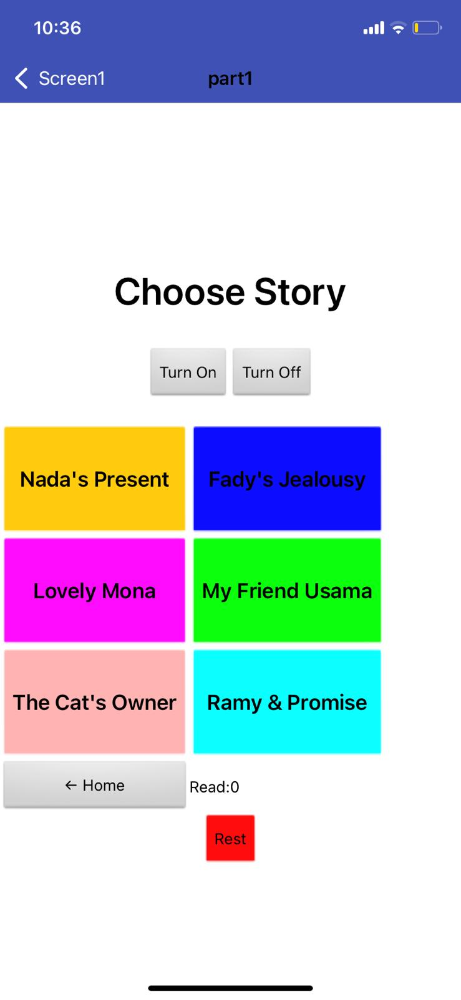 10:36
Screen1
part1
Choose Story
Turn On
Turn Off
Nada's Present
Fady's Jealousy
Lovely Mona
My Friend Usama
The Cat's Owner
Ramy & Promise
← Home
Read:0
Rest